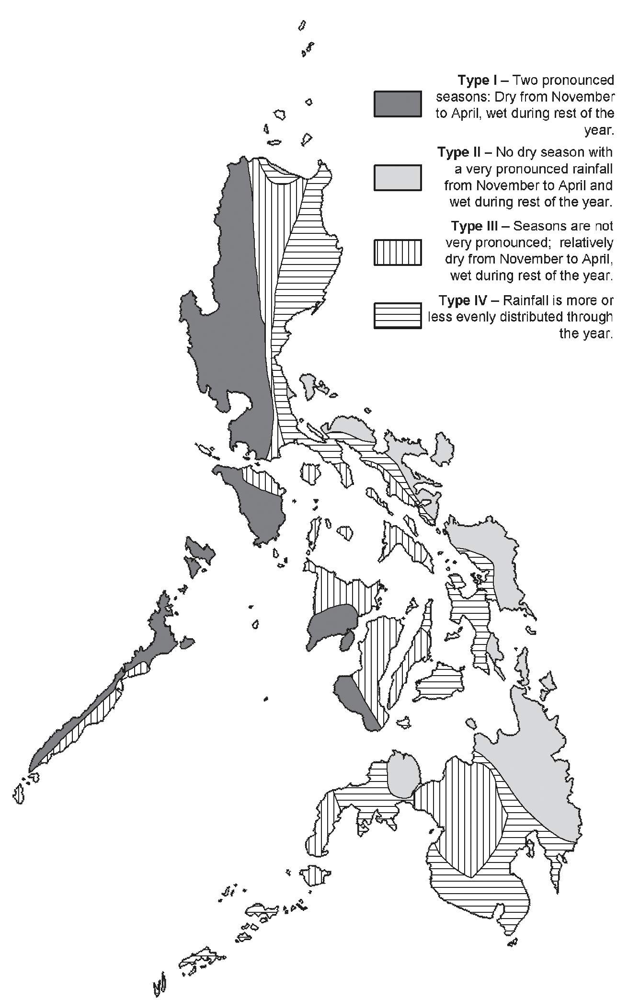 Type I – Two pronounced
seasons: Dry from November
to April, wet during rest of the
year.
Type II – No dry season with
a very pronounced rainfall
from November to April and
wet during rest of the year.
Type III – Seasons are not
very pronounced; relatively
dry from November to April,
wet during rest of the year.
Type IV – Rainfall is more or
less evenly distributed through
the year.